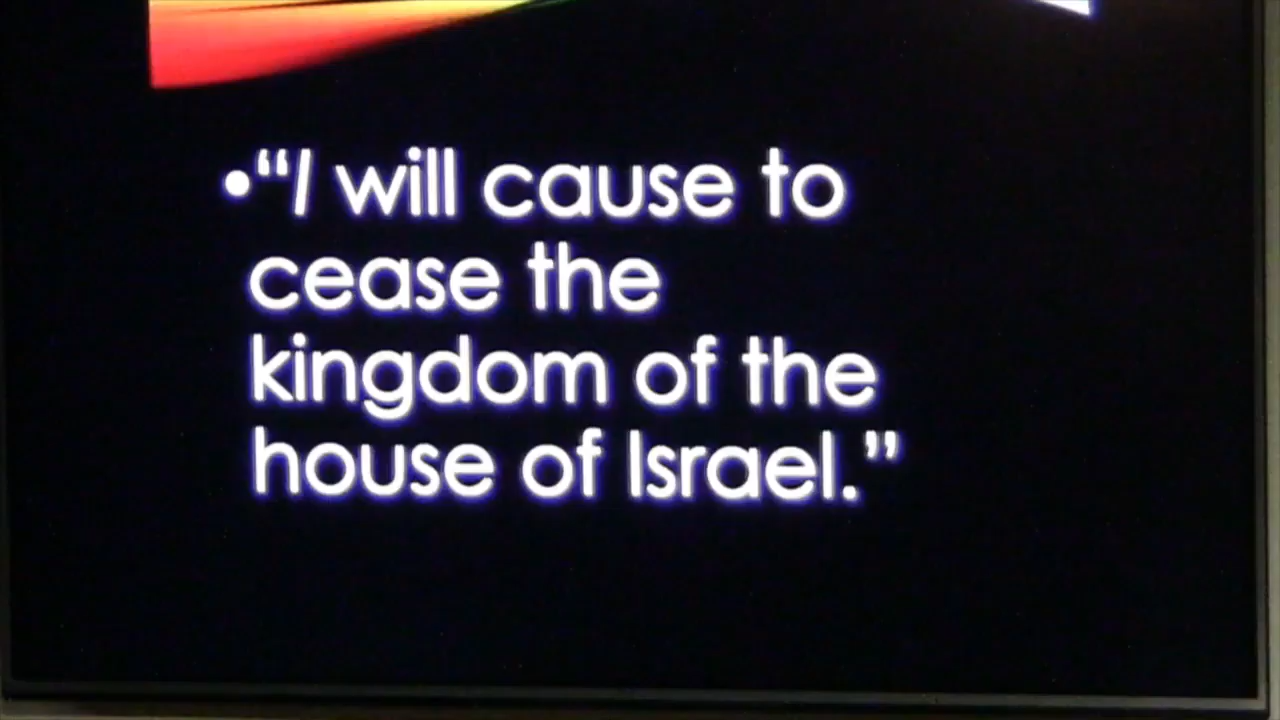 •“I will cause to
cease the
kingdom of the
house of Israel.”